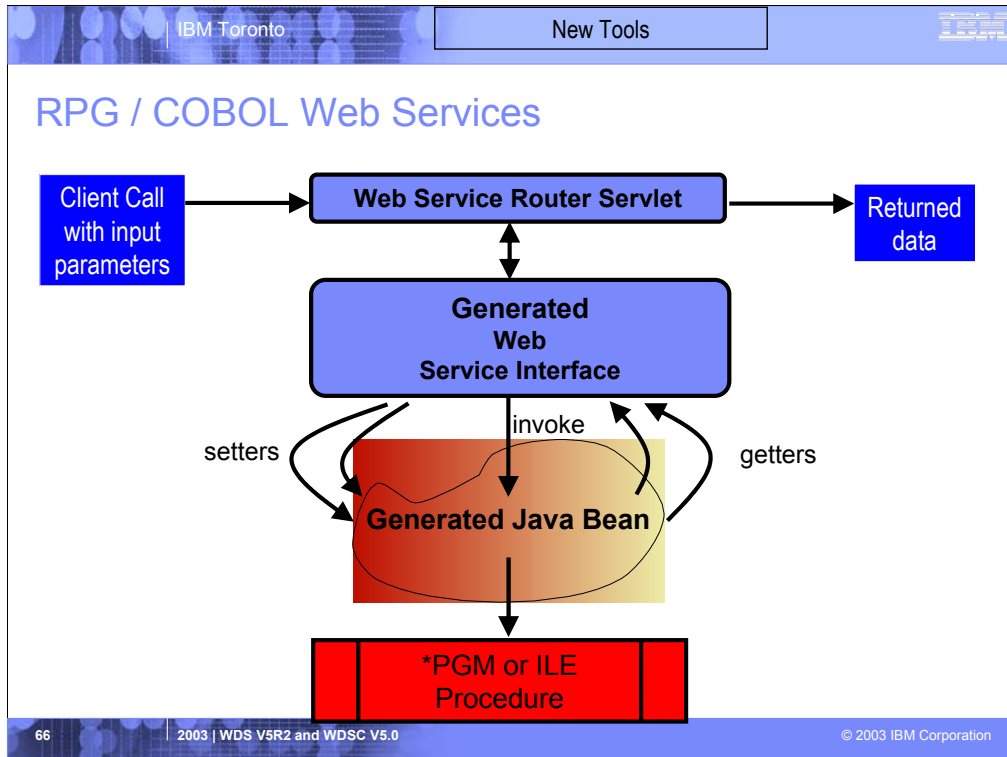 IBM Toronto
New Tools
IBM
RPG / COBOL Web Services
Client Call
with input
parameters
Web Service Router Servlet
Returned
data
Generated
Web
Service Interface
setters
invoke
getters
Generated Java Bean
*PGM or ILE
Procedure
66
2003 | WDS V5R2 and WDSC V5.0
© 2003 IBM Corporation